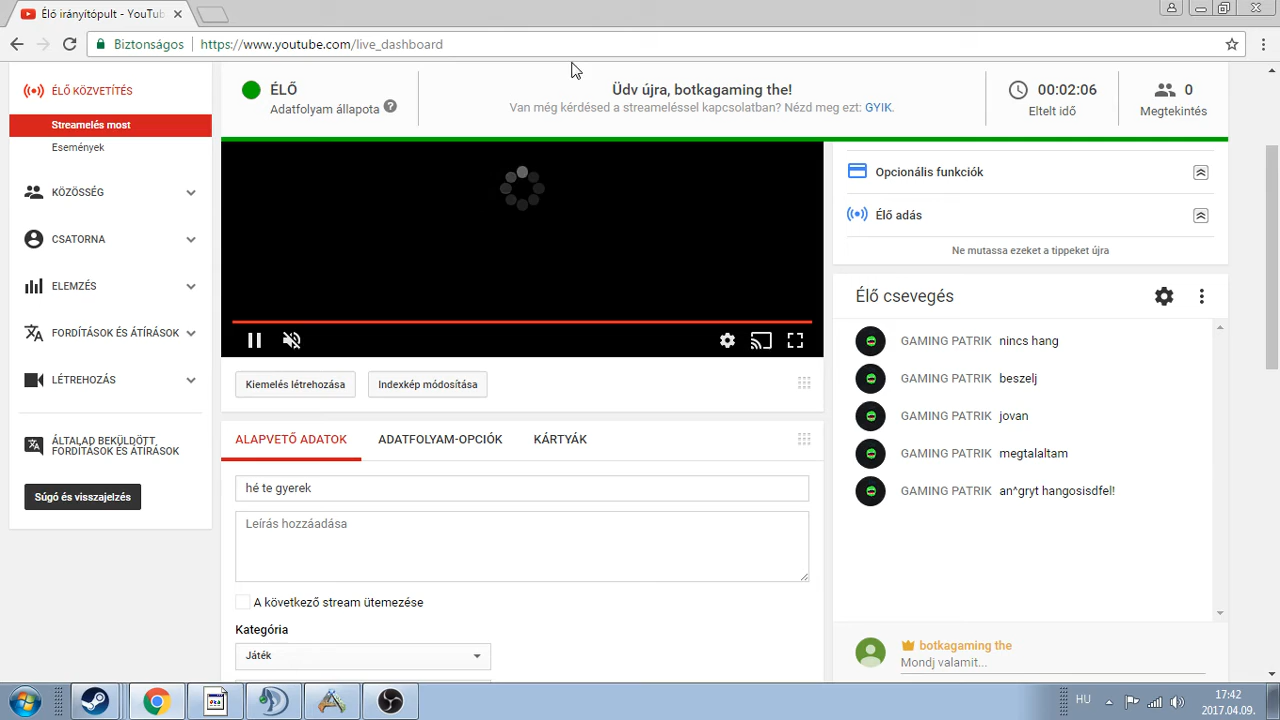 Élő irányítópult - YouTub
Biztonságos
https://www.youtube.com/live_dashboard
ÉLŐ KÖZVETÍTÉS
Streamelés most
Események
KÖZÖSSÉG
CSATORNA
ELEMZÉS
FORDÍTÁSOK ÉS ÁTÍRÁSOK
LÉTREHOZÁS
ÁLTALAD BEKÜLDÖTT
FORDÍTÁSOK ÉS ÁTÍRÁSOK
Súgó és visszajelzés
ÉLŐ
Adatfolyam állapota
Üdv újra, botkagaming the!
Van még kérdésed a streameléssel kapcsolatban? Nézd meg ezt: GYIK.
00:02:06
Eltelt idő
0
Megtekintés
Kiemelés létrehozása
Indexkép módosítása
ALAPVETŐ ADATOK
ADATFOLYAM-OPCIÓK
KÁRTYÁK
hé te gyerek
Leírás hozzáadása
A következő stream ütemezése
Kategória
Játék
Opcionális funkciók
Élő adás
Ne mutassa ezeket a tippeket újra
Élő csevegés
GAMING PATRIK nincs hang
GAMING PATRIK beszelj
GAMING PATRIK jovan
GAMING PATRIK megtalaltam
GAMING PATRIK an^gryt hangosisdfel!
botkagaming the
Mondj valamit...
HU
17:42
2017.04.09.